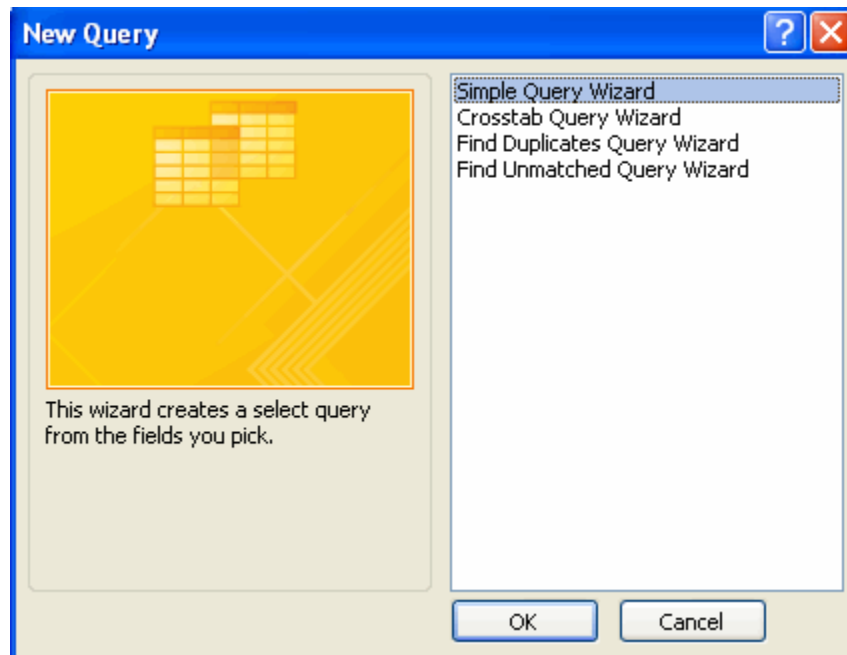 New Query
Simple Query Wizard
Crosstab Query Wizard
Find Duplicates Query Wizard
Find Unmatched Query Wizard
This wizard creates a select query
from the fields you pick.
OK
Cancel